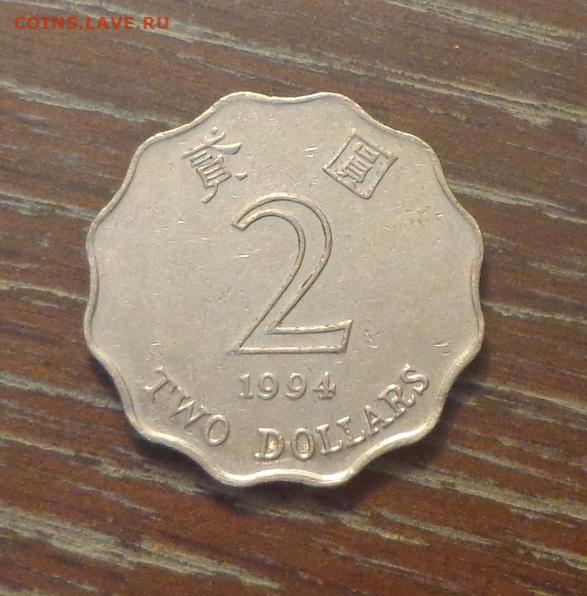 COINS.LAVE.RU
貳 圓
2
1994
TWO DOLLARS